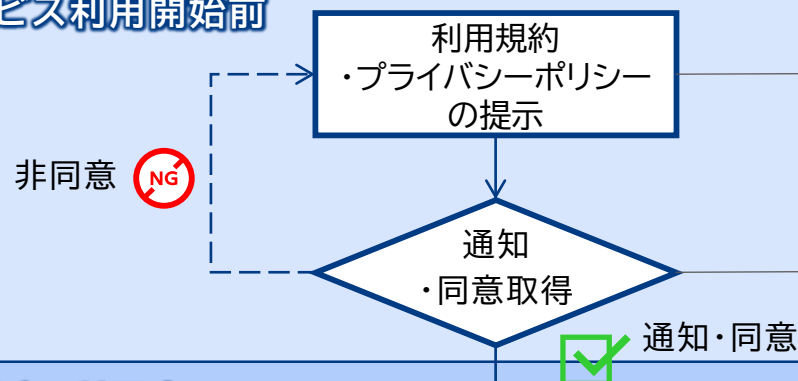 ビス利用開始前
利用規約
・プライバシーポリシー
の提示
非同意
NG
通知
・同意取得
通知・同意